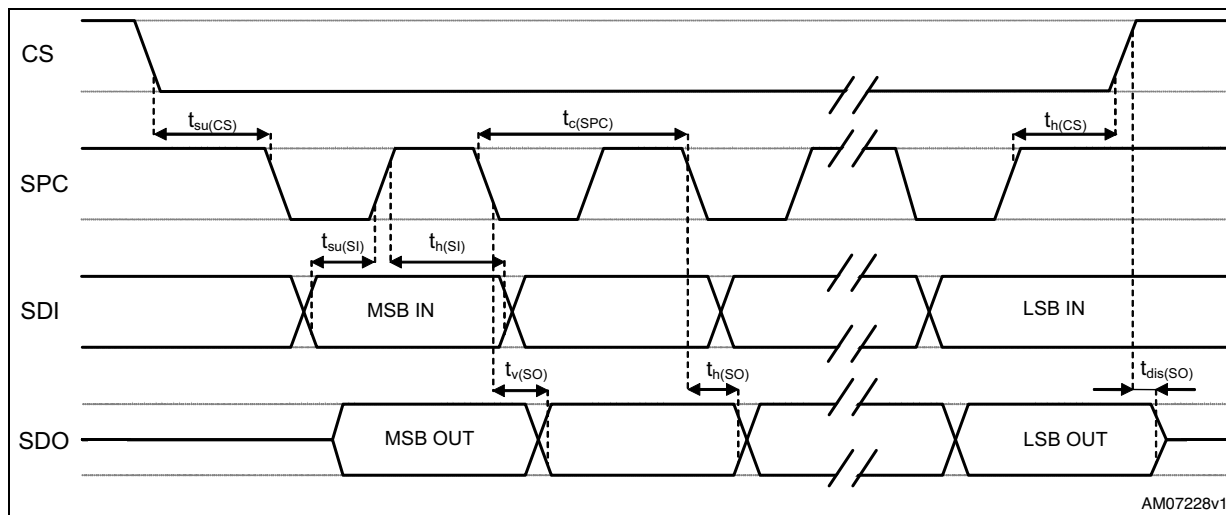 CS
t_su(CS)
t_c(SPC)
t_h(CS)
SPC
t_su(SI)
t_h(SI)
SDI
MSB IN
LSB IN
t_v(SO)
t_h(SO)
t_dis(SO)
SDO
MSB OUT
LSB OUT
AM07228v1